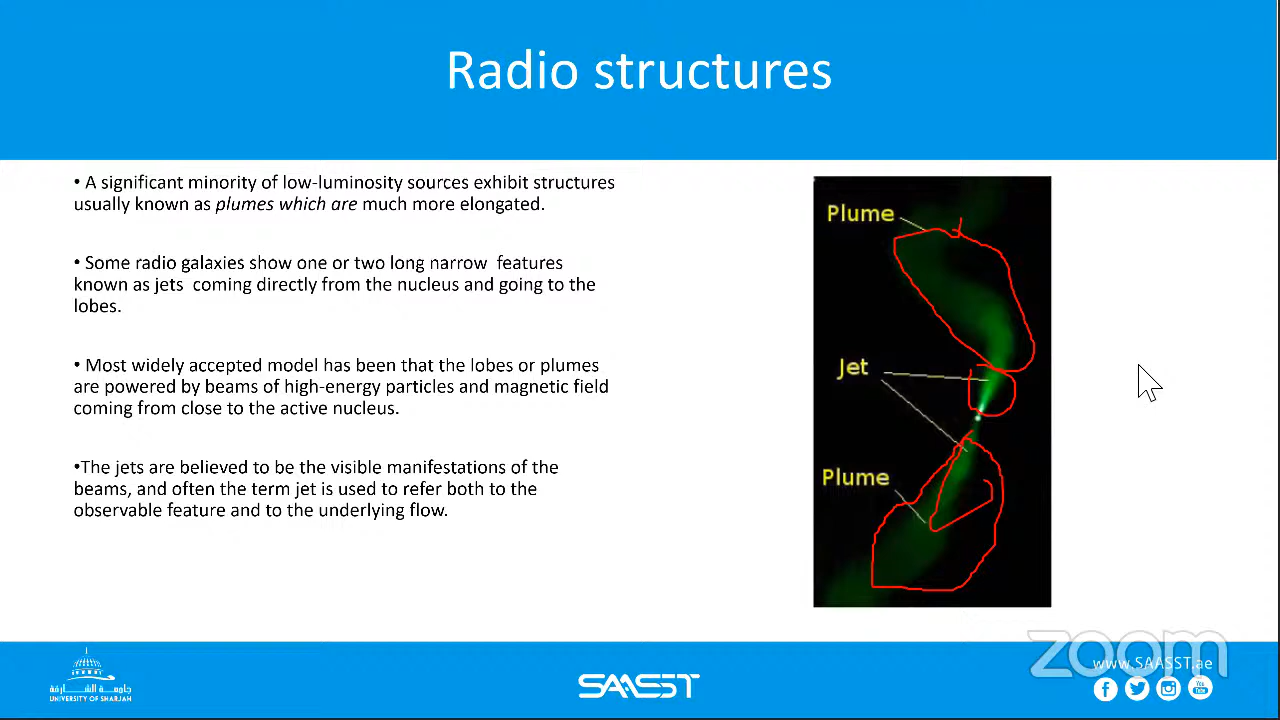 Radio structures
• A significant minority of low-luminosity sources exhibit structures
usually known as plumes which are much more elongated.
• Some radio galaxies show one or two long narrow features
known as jets coming directly from the nucleus and going to the
lobes.
• Most widely accepted model has been that the lobes or plumes
are powered by beams of high-energy particles and magnetic field
coming from close to the active nucleus.
•The jets are believed to be the visible manifestations of the
beams, and often the term jet is used to refer both to the
observable feature and to the underlying flow.
Plume
Jet
Plume
جامعة الشارقة
UNIVERSITY OF SHARJAH
SAASST
zoom
www.SAASST.ae
You
Tube